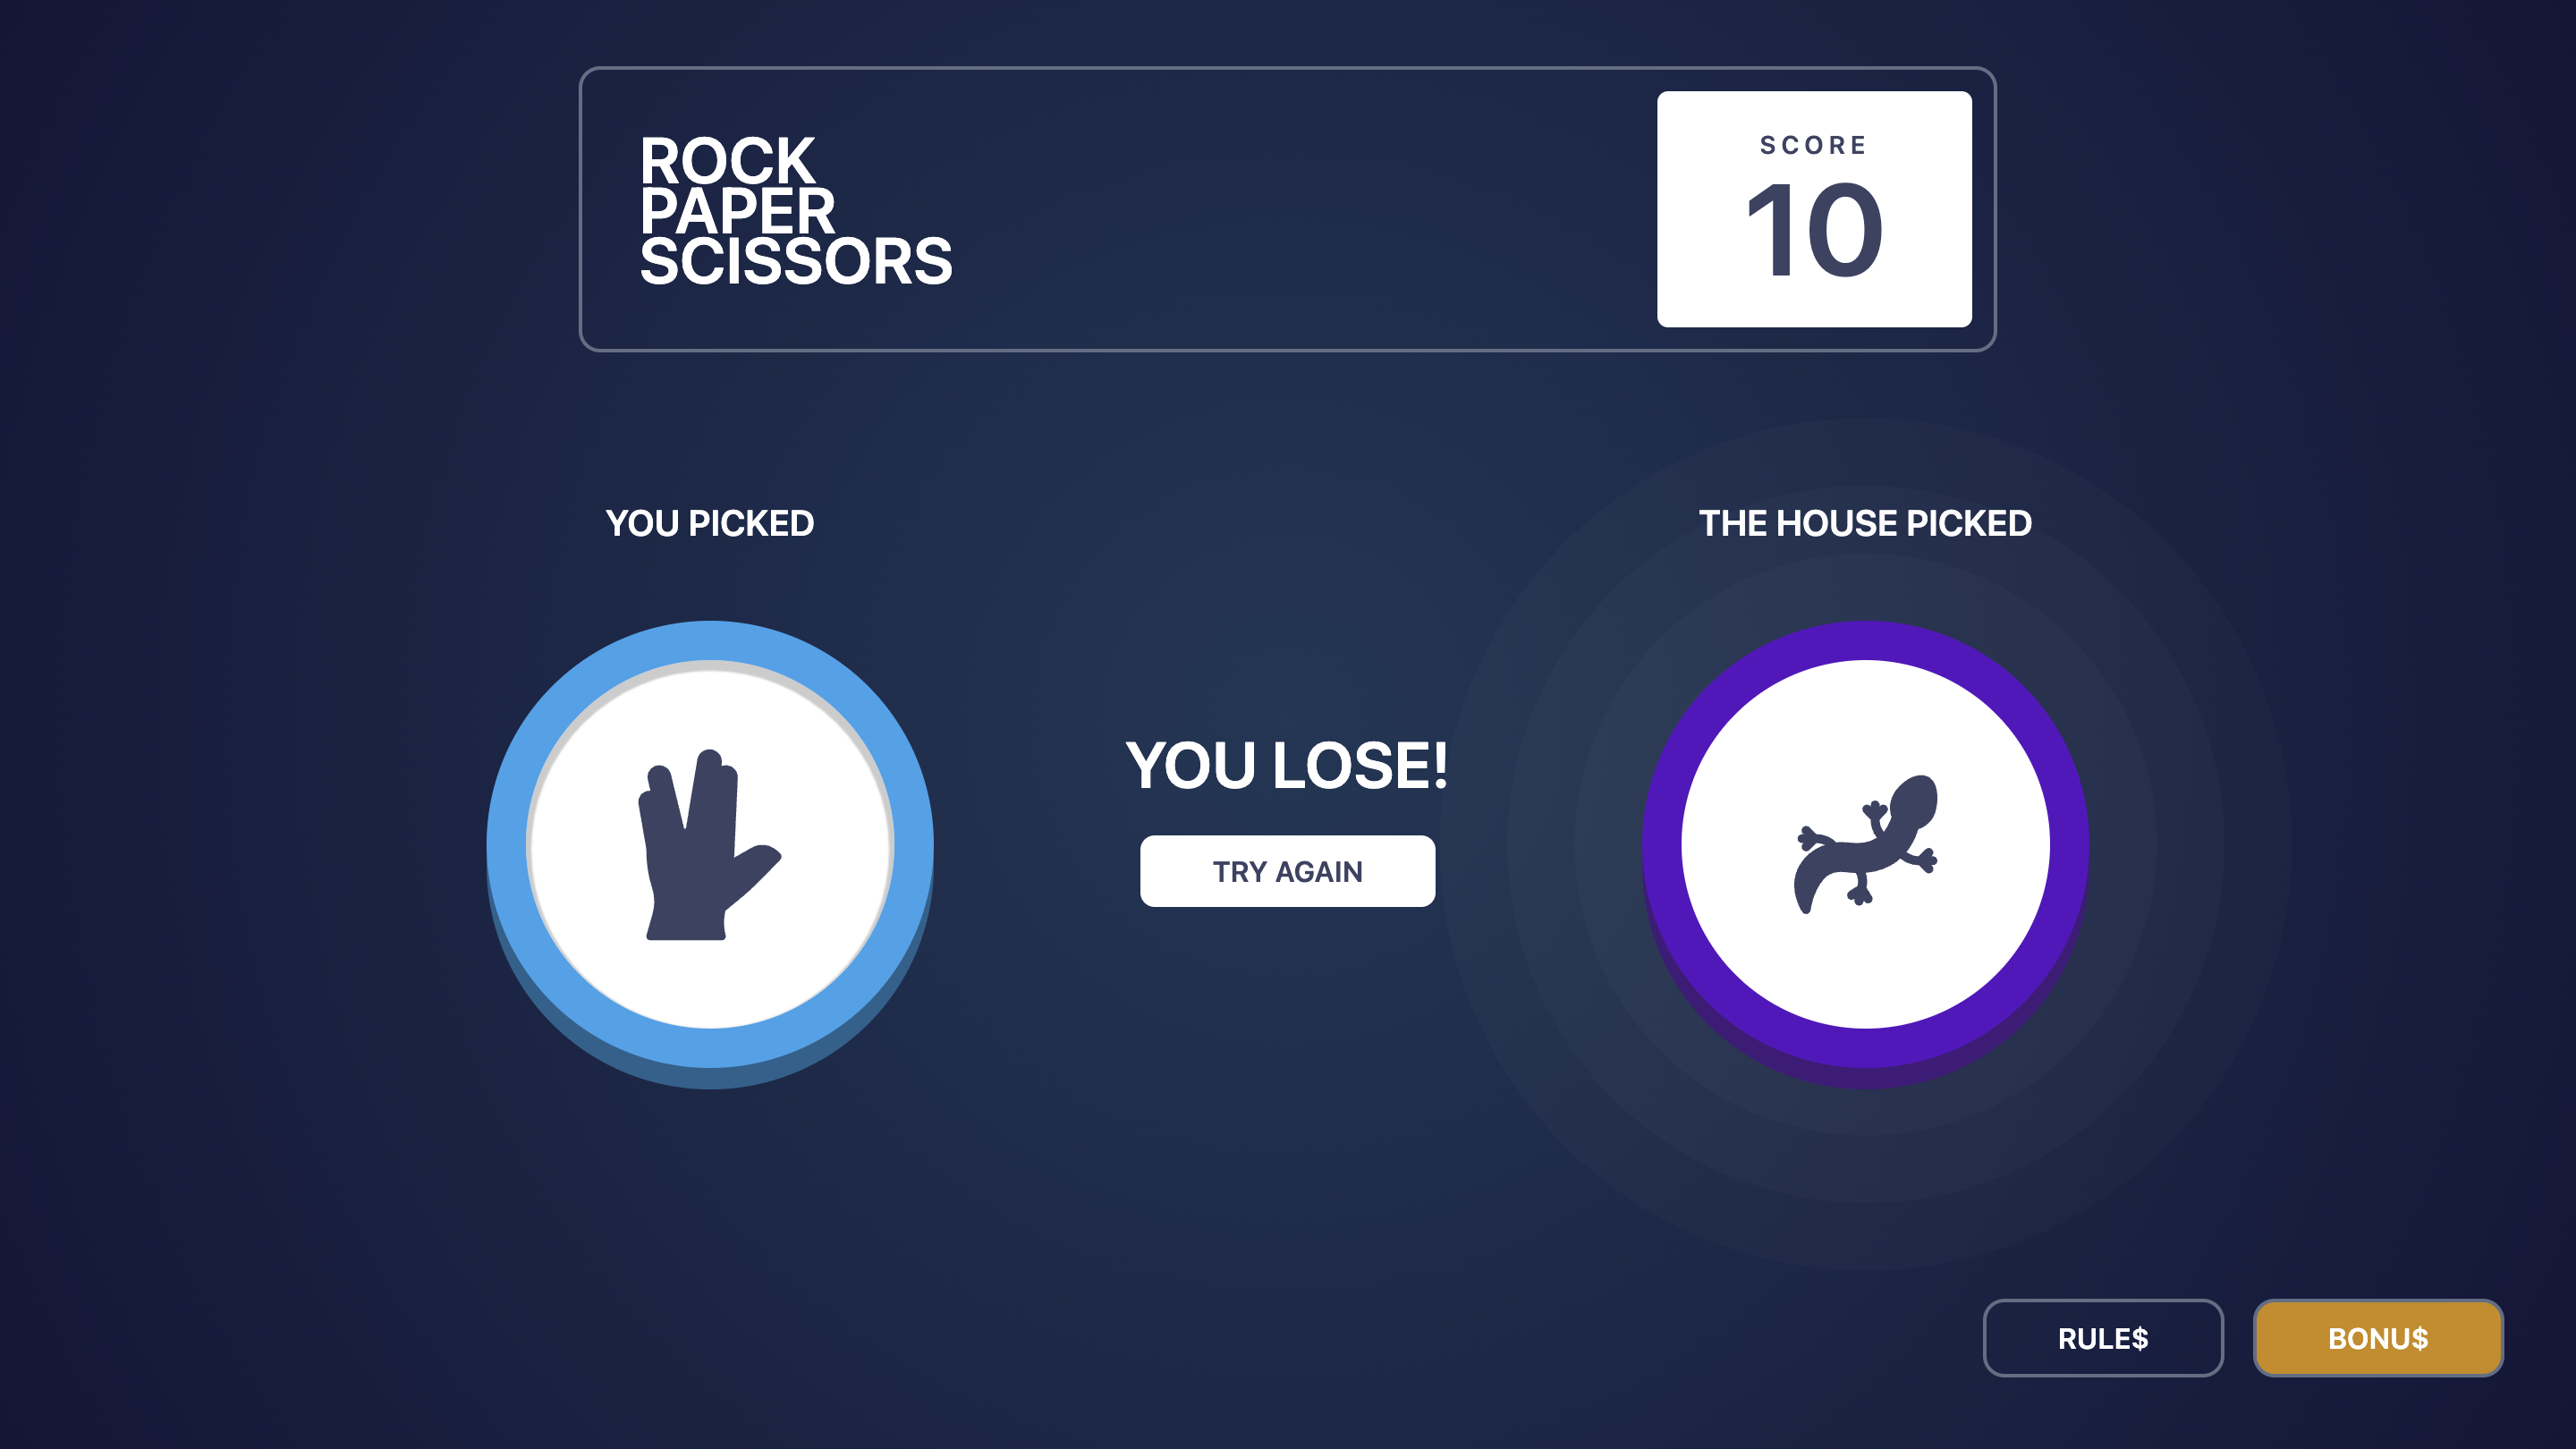 ROCK
PAPER
SCISSORS
SCORE
10
YOU PICKED
THE HOUSE PICKED
YOU LOSE!
TRY AGAIN
RULE$
BONU$